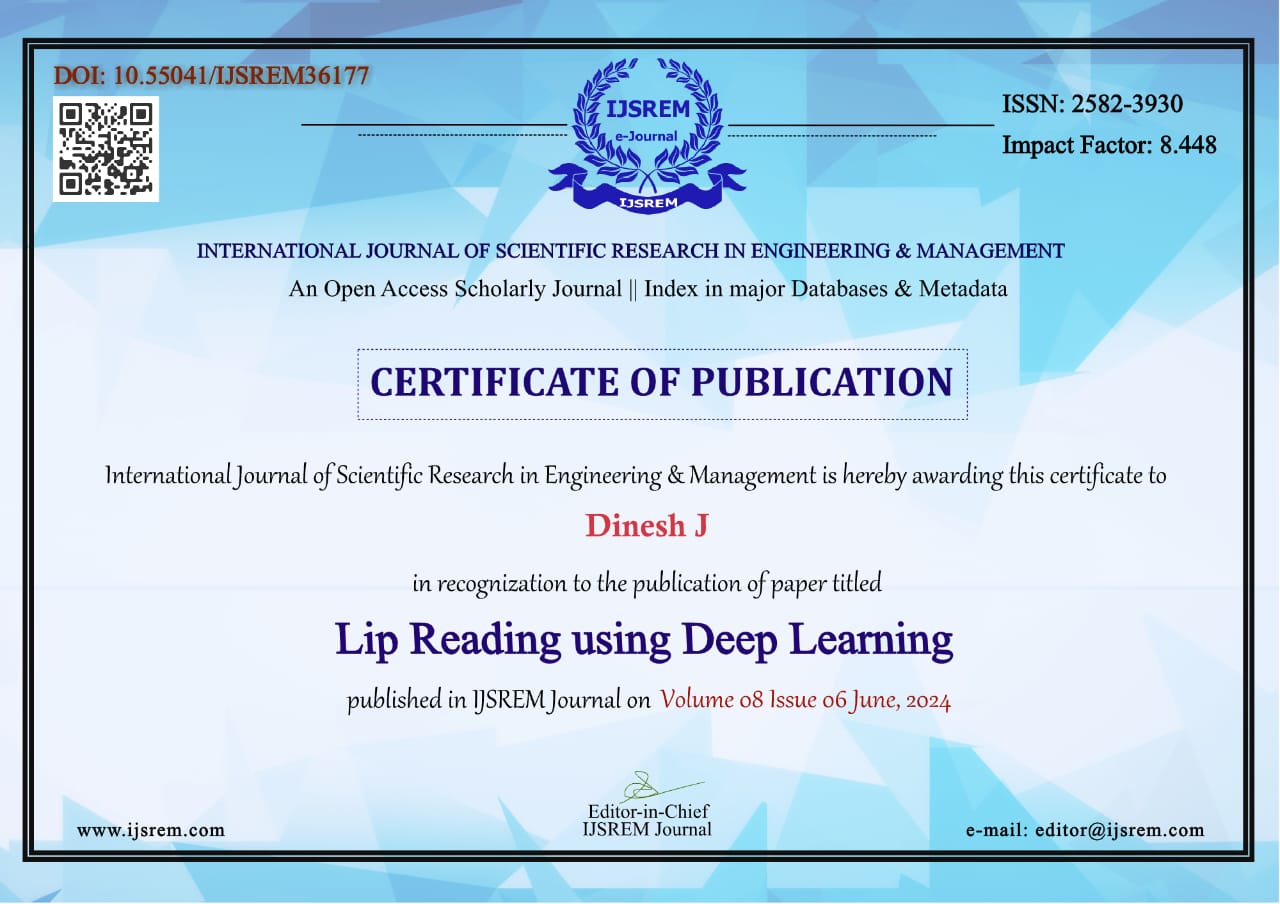 DOI: 10.55041/IJSREM36177
IJSREM
e-Journal
IJSREM
ISSN: 2582-3930
Impact Factor: 8.448
INTERNATIONAL JOURNAL OF SCIENTIFIC RESEARCH IN ENGINEERING & MANAGEMENT
An Open Access Scholarly Journal || Index in major Databases & Metadata
CERTIFICATE OF PUBLICATION
International Journal of Scientific Research in Engineering & Management is hereby awarding this certificate to
Dinesh J
in recognization to the publication of paper titled
Lip Reading using Deep Learning
published in IJSREM Journal on Volume 08 Issue 06 June, 2024
Editor-in-Chief
IJSREM Journal
www.ijsrem.com
e-mail: editor@ijsrem.com